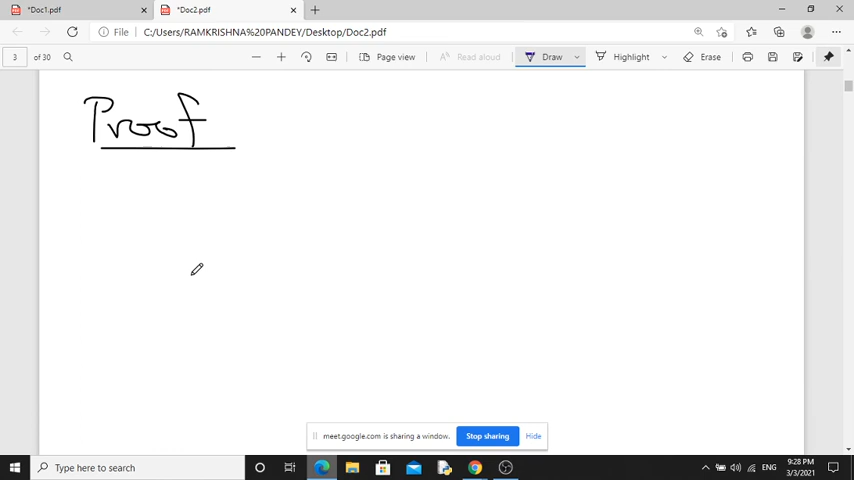 *Doc1.pdf
*Doc2.pdf
File C:/Users/RAMKRISHNA%20PANDEY/Desktop/Doc2.pdf
3 of 30 Page view Read aloud Draw Highlight Erase
Proof
meet.google.com is sharing a window. Stop sharing Hide
Type here to search
ENG
9:28 PM
3/3/2021